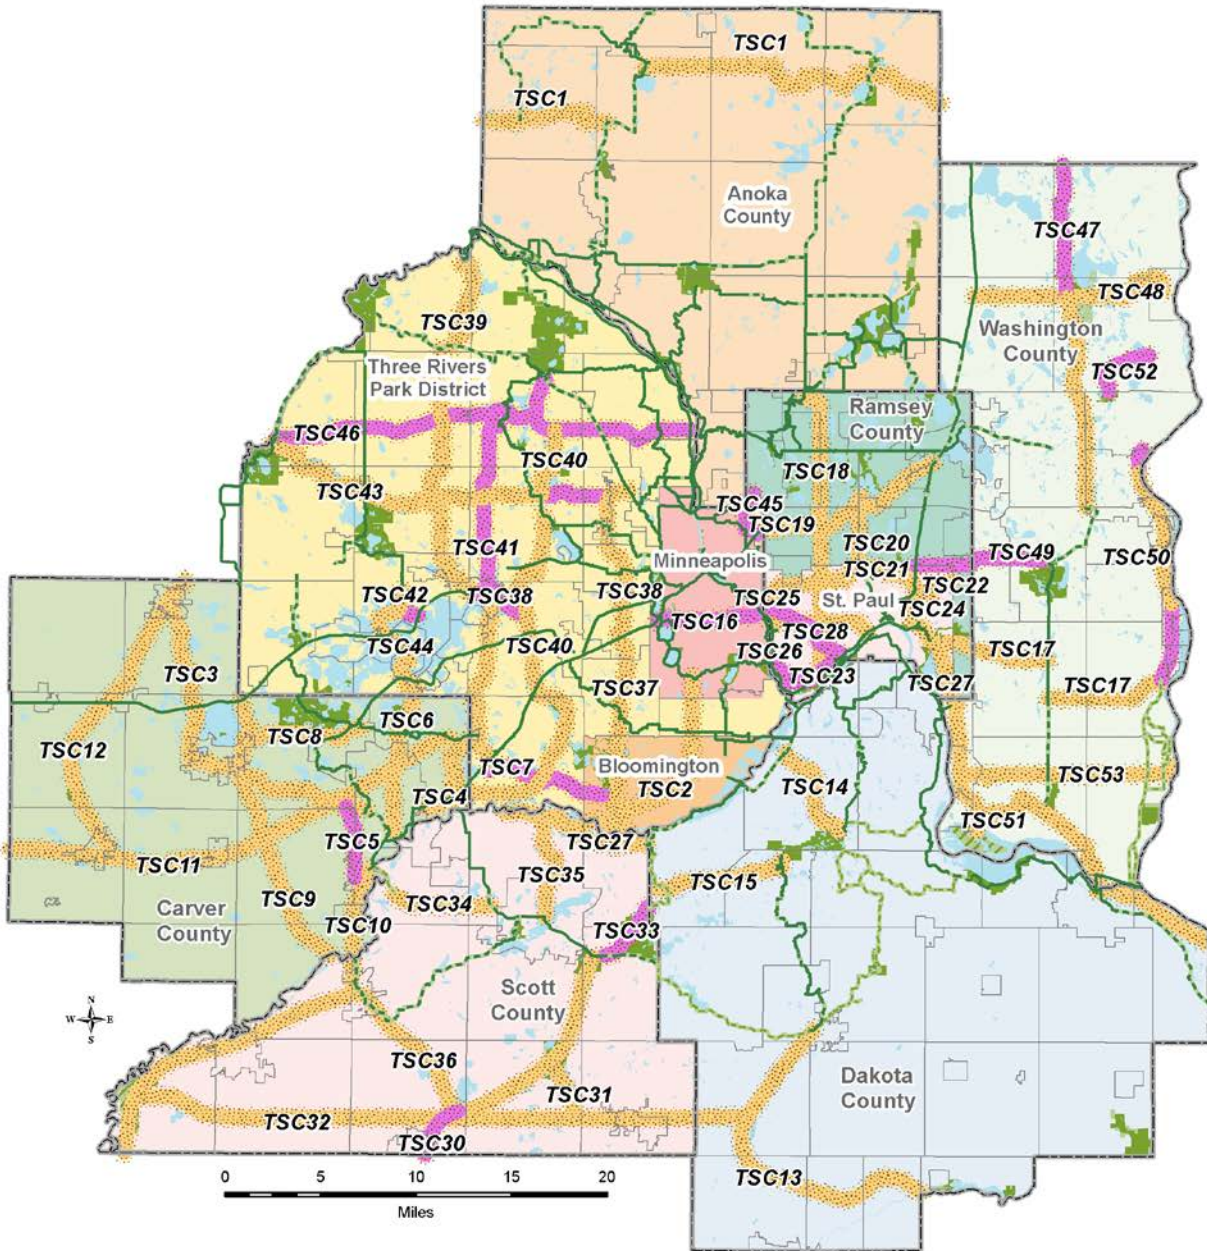 TSC1
TSC1
Anoka
County
TSC47
TSC48
TSC39
Washington
County
Three Rivers
Park District
TSC52
Ramsey
County
TSC46
TSC40
TSC18
TSC43
TSC45
TSC19
TSC41
TSC20
TSC49
TSC50
Minneapolis
TSC21
TSC22
TSC42
TSC38
TSC38
TSC25
St. Paul
TSC24
TSC16
TSC28
TSC44
TSC40
TSC26
TSC17
TSC3
TSC37
TSC23
TSC27
TSC17
TSC6
TSC8
TSC12
TSC7
Bloomington
TSC53
TSC4
TSC2
TSC14
TSC51
TSC5
TSC27
TSC11
TSC35
TSC15
TSC9
TSC34
Carver
County
TSC10
TSC33
Scott
County
N
W
E
S
TSC36
TSC31
Dakota
County
TSC32
TSC30
TSC13
0 5 10 15 20
Miles